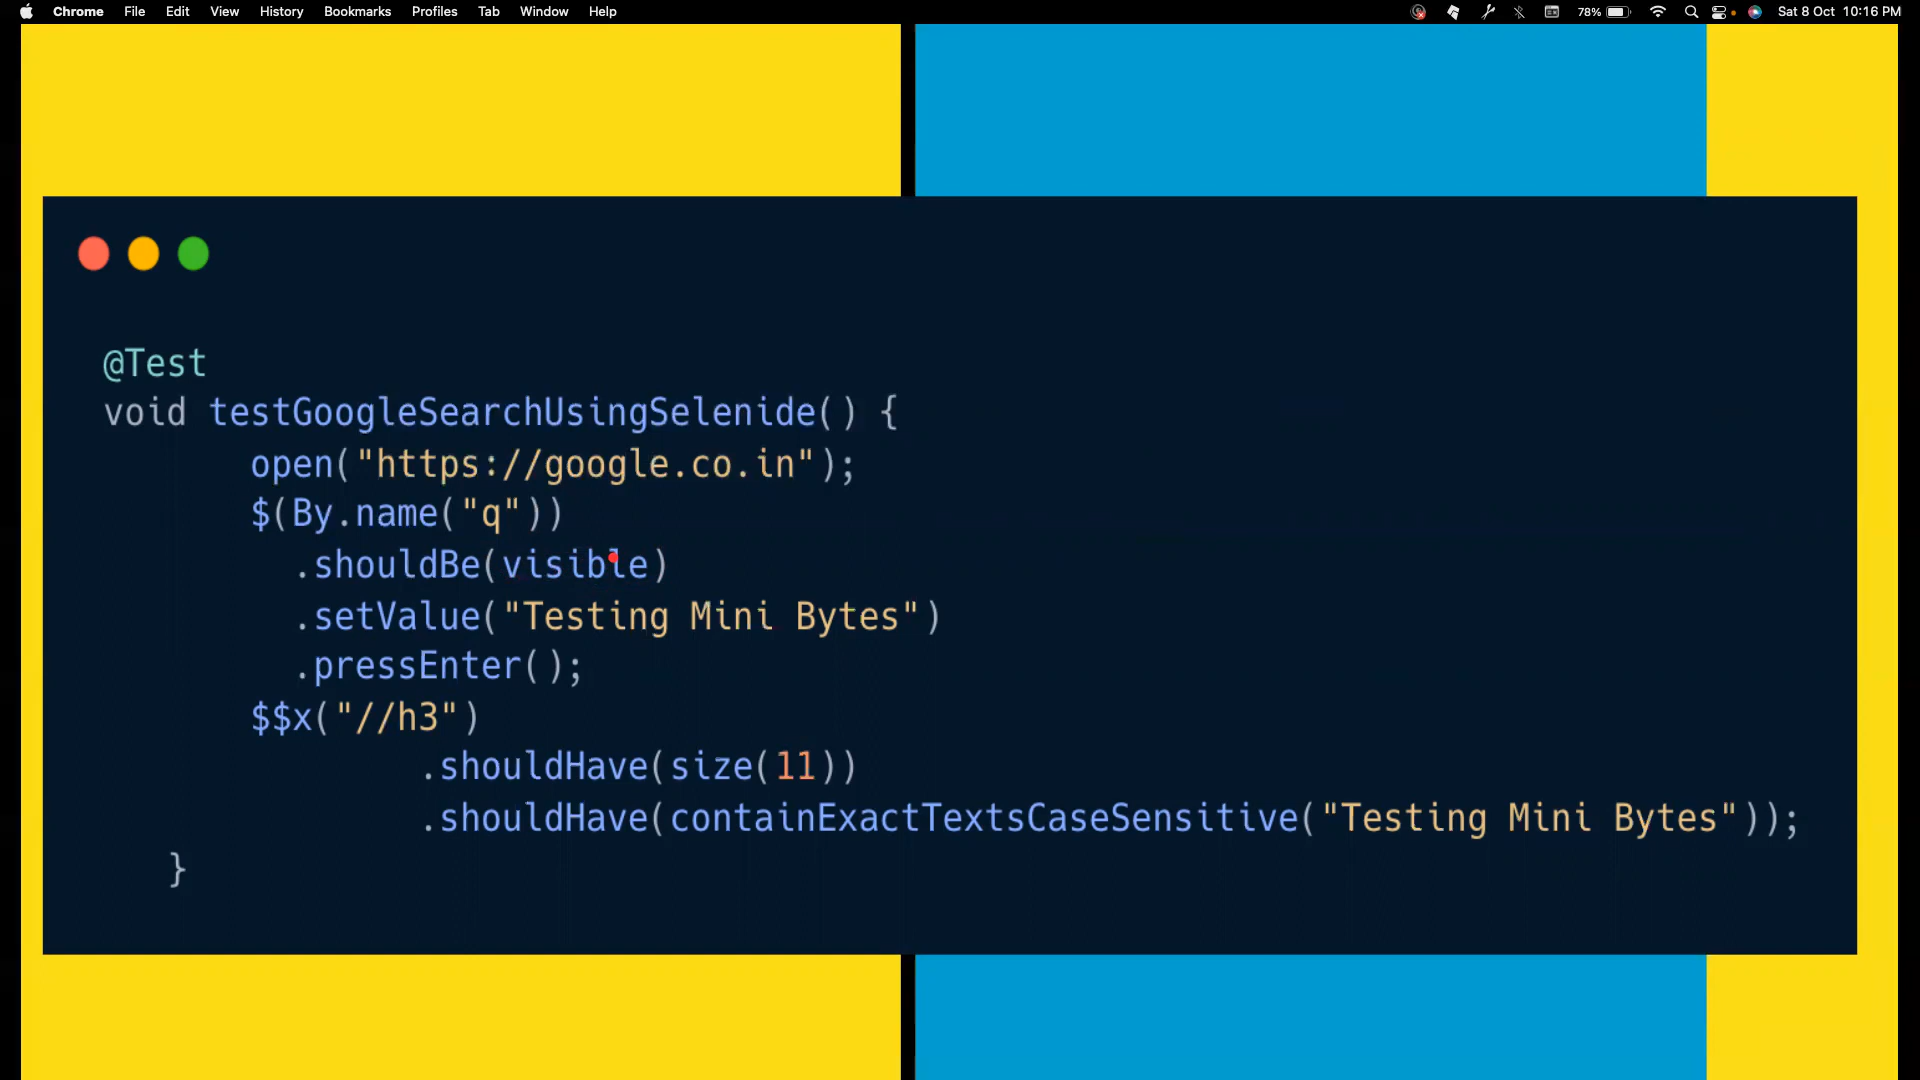 Chrome File Edit View History Bookmarks Profiles Tab Window Help 78% Sat 8 Oct 10:16 PM
@Test
void testGoogleSearchUsingSelenide() {
open("https://google.co.in");
$(By.name("q"))
.shouldBe(visible)
.setValue("Testing Mini Bytes")
.pressEnter();
$$x("//h3")
.shouldHave(size(11))
.shouldHave(containExactTextsCaseSensitive("Testing Mini Bytes"));
}